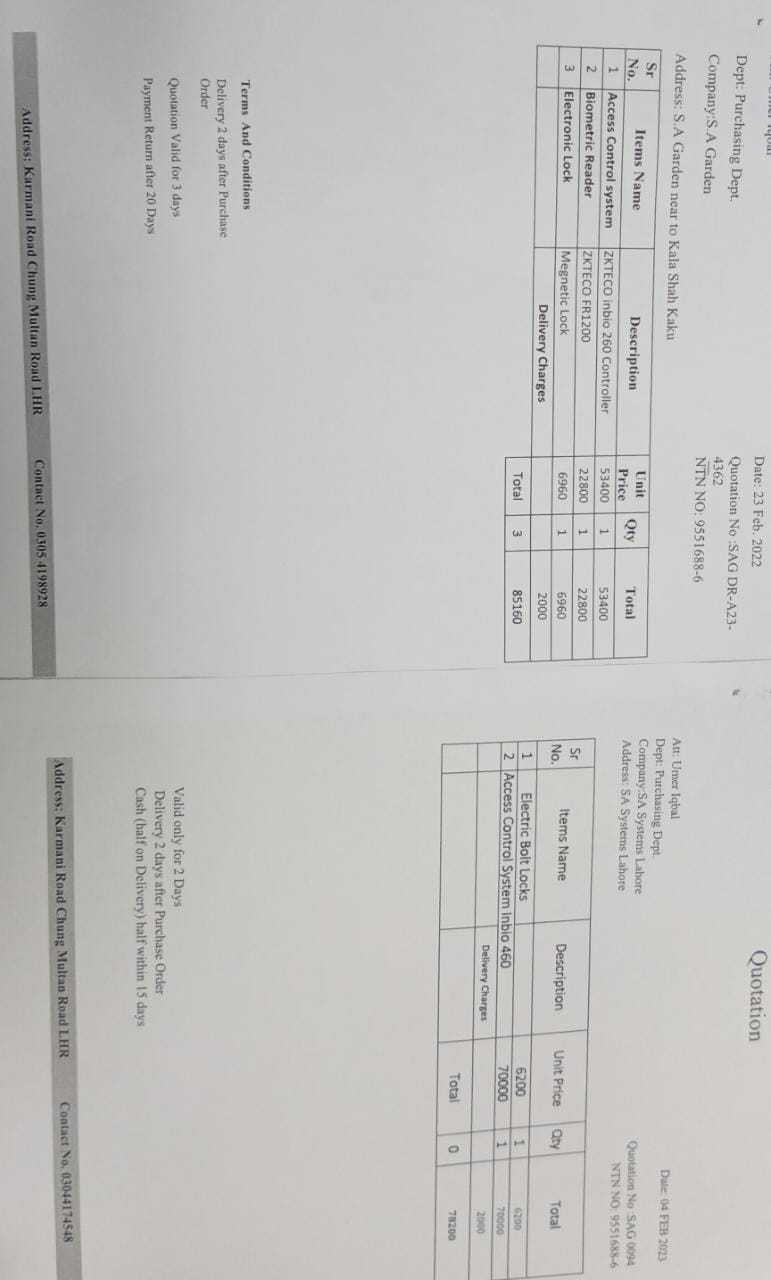 Dept: Purchasing Dept.
Company:S.A Garden
Address: S.A Garden near to Kala Shah Kaku
Date: 23 Feb. 2022
Quotation No :SAG DR-A23-
4362
NTN NO: 9551688-6
Sr No. Items Name Description Unit Price Qty Total
1 Access Control system ZKTECO inbio 260 Controller 53400 1 53400
2 Biometric Reader ZKTECO FR1200 22800 1 22800
3 Electronic Lock Megnetic Lock 6960 1 6960
Delivery Charges 2000
Total 3 85160
Terms And Conditions
Delivery 2 days after Purchase
Order
Quotation Valid for 3 days
Payment Return after 20 Days
Address: Karmani Road Chung Multan Road LHR Contact No. 0305 4198928
Quotation
Att: Umer Iqbal
Dept: Purchasing Dept.
Company:SA Systems Lahore
Address: SA Systems Lahore
Date: 04 FEB 2023
Quotation No :SAG 0094
NTN NO: 9551688-6
Sr No. Items Name Description Unit Price Qty Total
1 Electric Bolt Locks 6200 1 6200
2 Access Control System Inbio 460 70000 1 70000
Delivery Charges 2000
Total 0 78200
Valid only for 2 Days
Delivery 2 days after Purchase Order
Cash (half on Delivery) half within 15 days
Address: Karmani Road Chung Multan Road LHR Contact No. 03044174548